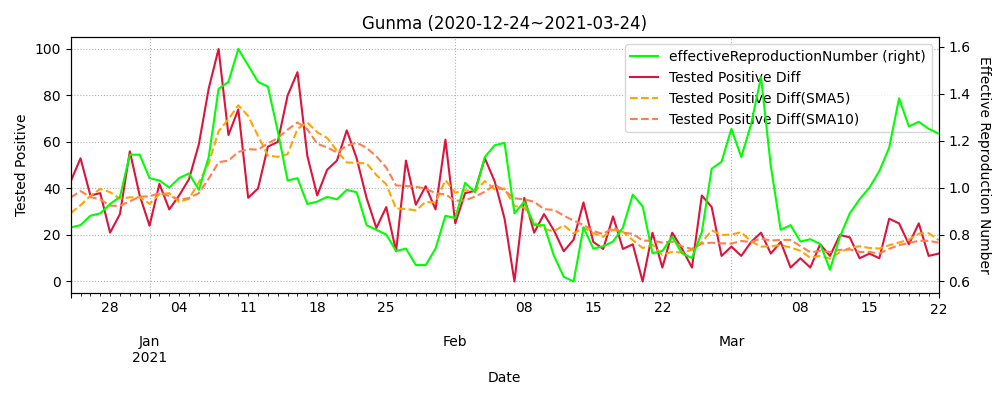 Gunma (2020-12-24~2021-03-24)
effectiveReproductionNumber (right)
Tested Positive Diff
Tested Positive Diff(SMA5)
Tested Positive Diff(SMA10)
Tested Positive
100
80
60
40
20
0
1.6
1.4
1.2
1.0
0.8
0.6
Effective Reproduction Number
28 04 11 18 25 08 15 22 08 15 22
Jan Feb Mar
2021
Date